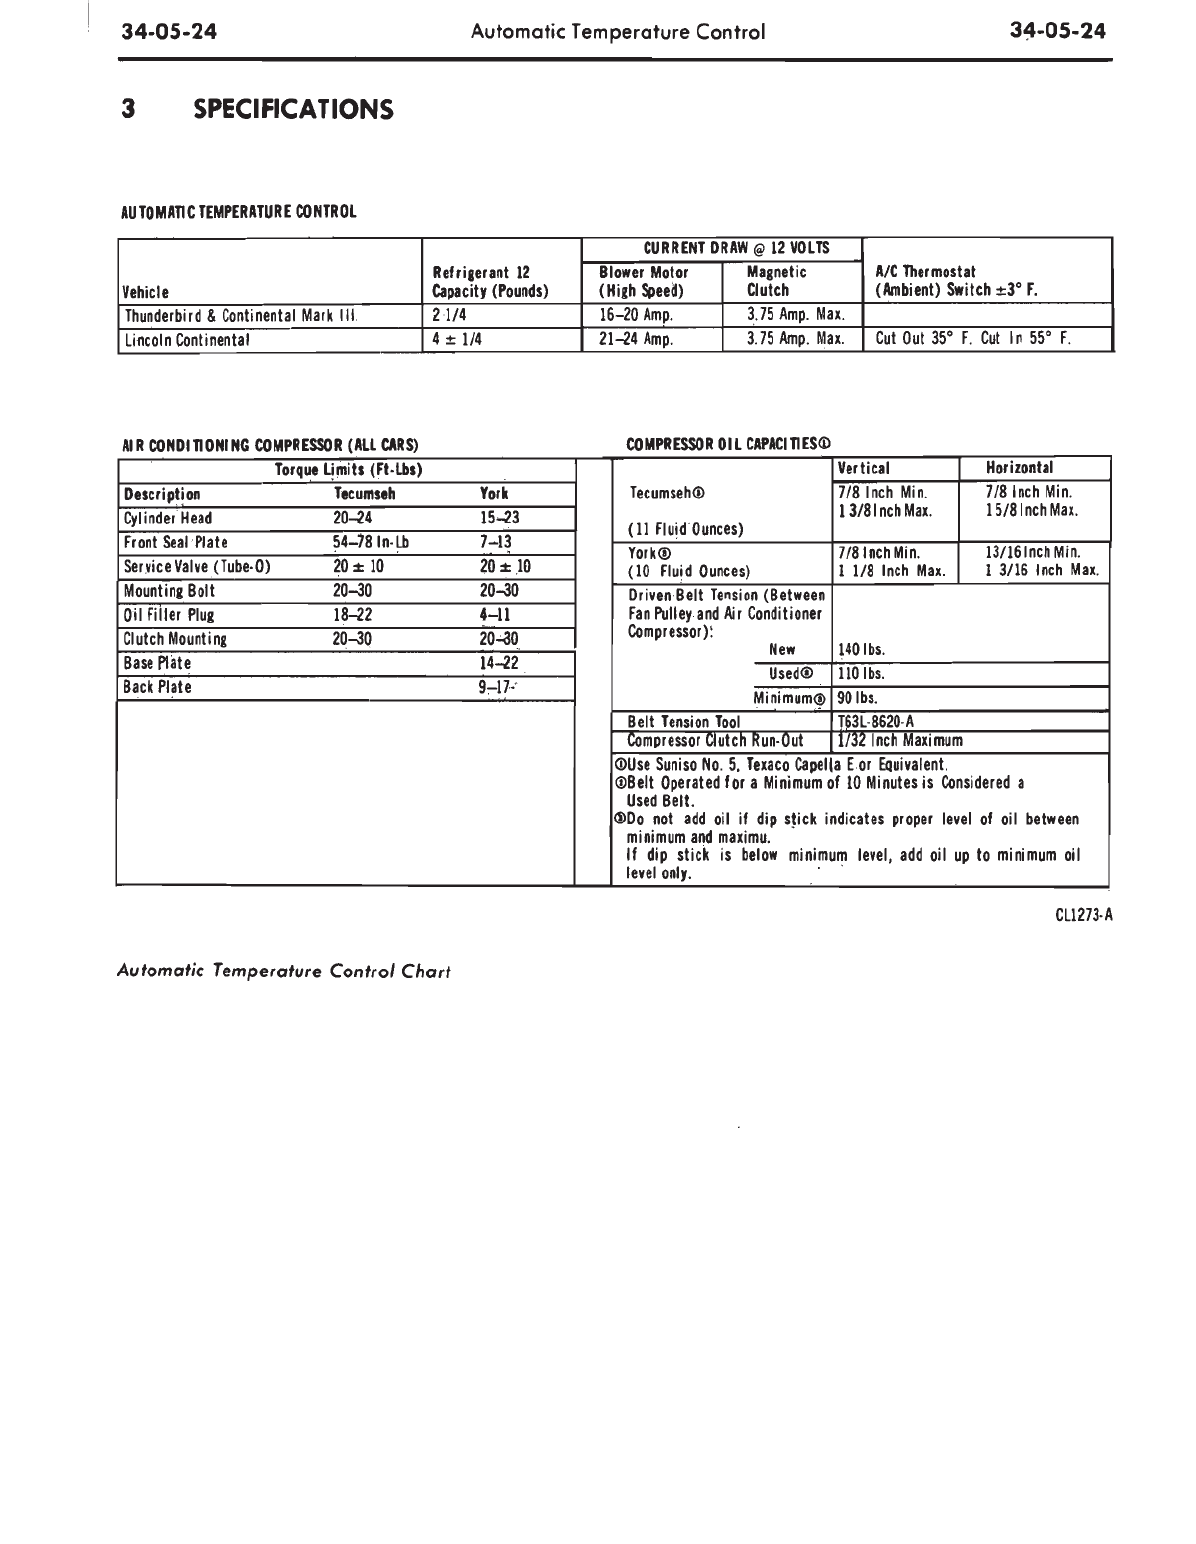 34-05-24 Automatic Temperature Control 34-05-24
3 SPECIFICATIONS
AUTOMATIC TEMPERATURE CONTROL
CURRENT DRAW @ 12 VOLTS
Refrigerant 12 Blower Motor Magnetic A/C Thermostat
Vehicle Capacity (Pounds) (High Speed) Clutch (Ambient) Switch ±3° F.
Thunderbird & Continental Mark III 2 1/4 16–20 Amp. 3.75 Amp. Max.
Lincoln Continental 4 ± 1/4 21–24 Amp. 3.75 Amp. Max. Cut Out 35° F. Cut In 55° F.
AIR CONDITIONING COMPRESSOR (ALL CARS)
Torque Limits (Ft-Lbs)
Description Tecumseh York
Cylinder Head 20–24 15–23
Front Seal Plate 54–78 In-Lb 7–13
Service Valve (Tube-O) 20 ± 10 20 ± 10
Mounting Bolt 20–30 20–30
Oil Filler Plug 18–22 4–11
Clutch Mounting 20–30 20–30
Base Plate 14–22
Back Plate 9–17
COMPRESSOR OIL CAPACITIES①
Vertical Horizontal
Tecumseh③ 7/8 Inch Min. 7/8 Inch Min.
1 3/8 Inch Max. 1 5/8 Inch Max.
(11 Fluid Ounces)
York③ 7/8 Inch Min. 13/16 Inch Min.
(10 Fluid Ounces) 1 1/8 Inch Max. 1 3/16 Inch Max.
Driven Belt Tension (Between
Fan Pulley and Air Conditioner
Compressor):
New 140 lbs.
Used② 110 lbs.
Minimum② 90 lbs.
Belt Tension Tool T63L-8620-A
Compressor Clutch Run-Out 1/32 Inch Maximum
①Use Suniso No. 5, Texaco Capella E or Equivalent.
②Belt Operated for a Minimum of 10 Minutes is Considered a
Used Belt.
③Do not add oil if dip stick indicates proper level of oil between
minimum and maximu.
If dip stick is below minimum level, add oil up to minimum oil
level only.
CL1273-A
Automatic Temperature Control Chart